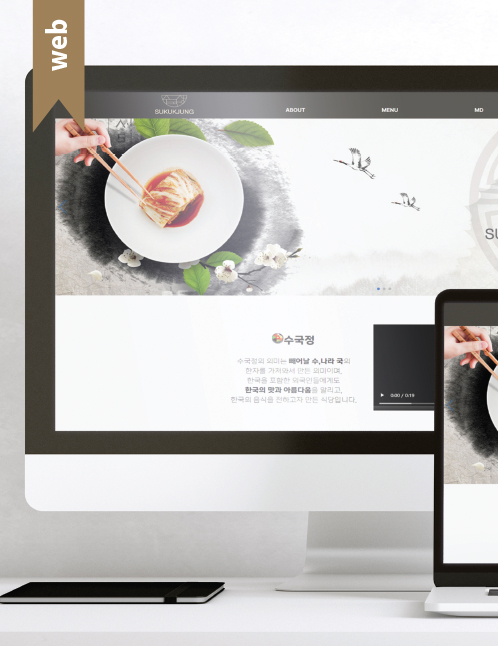 web
SUKUKJUNG
ABOUT
MENU
MD
SU
수국정
수국정의 의미는 빼어날 수,나라 국의
한자를 가져와서 만든 의미이며,
한국을 포함한 외국인들에게도
한국의 맛과 아름다움을 알리고,
한국의 음식을 전하고자 만든 식당입니다.
0:00 / 0:19